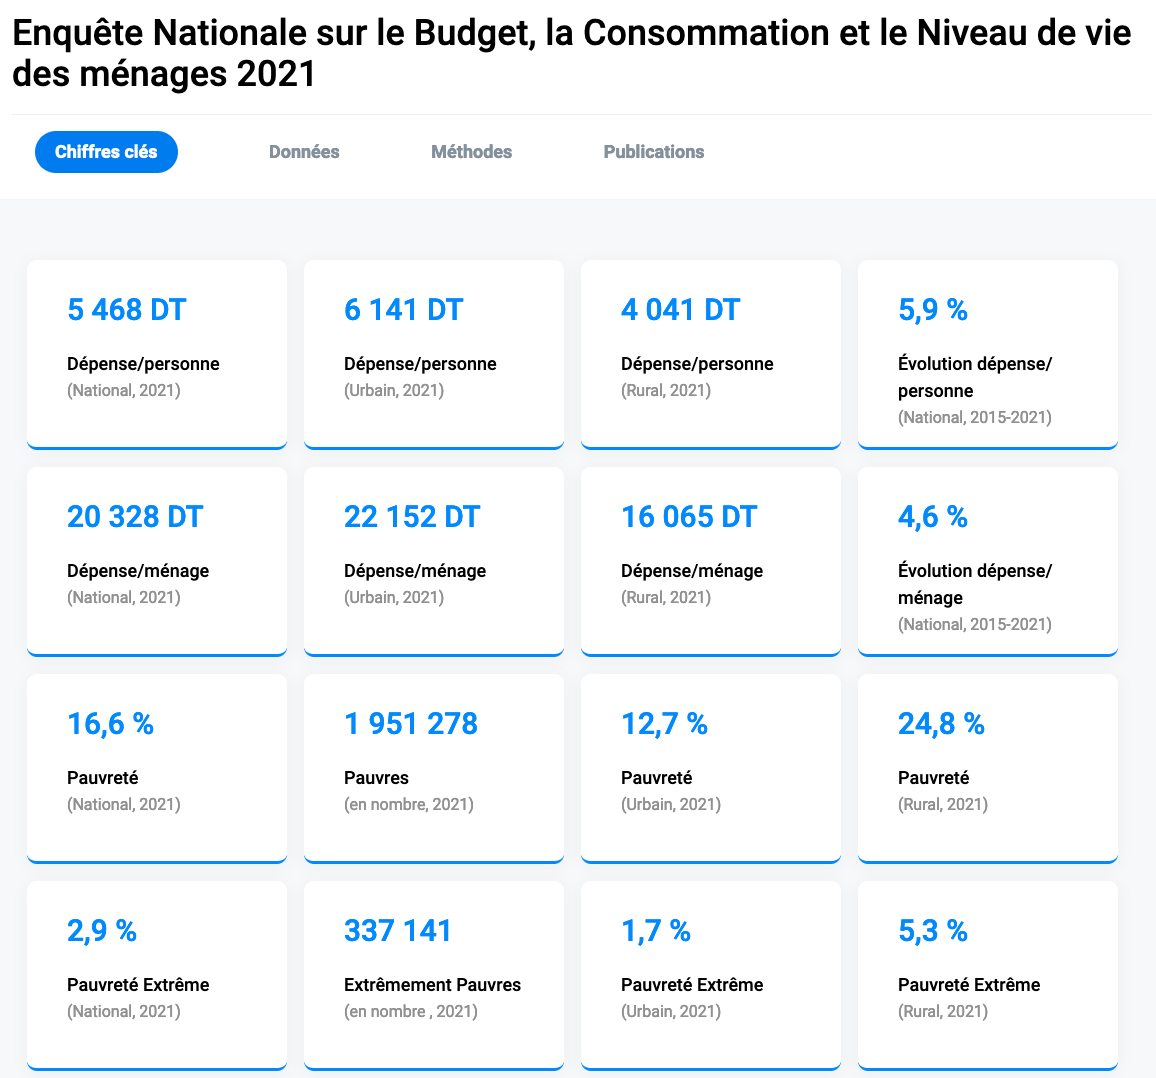 Enquête Nationale sur le Budget, la Consommation et le Niveau de vie
des ménages 2021
Chiffres clés
Données
Méthodes
Publications
5 468 DT
Dépense/personne
(National, 2021)
6 141 DT
Dépense/personne
(Urbain, 2021)
4 041 DT
Dépense/personne
(Rural, 2021)
5,9 %
Évolution dépense/
personne
(National, 2015-2021)
20 328 DT
Dépense/ménage
(National, 2021)
22 152 DT
Dépense/ménage
(Urbain, 2021)
16 065 DT
Dépense/ménage
(Rural, 2021)
4,6 %
Évolution dépense/
ménage
(National, 2015-2021)
16,6 %
Pauvreté
(National, 2021)
1 951 278
Pauvres
(en nombre, 2021)
12,7 %
Pauvreté
(Urbain, 2021)
24,8 %
Pauvreté
(Rural, 2021)
2,9 %
Pauvreté Extrême
(National, 2021)
337 141
Extrêmement Pauvres
(en nombre , 2021)
1,7 %
Pauvreté Extrême
(Urbain, 2021)
5,3 %
Pauvreté Extrême
(Rural, 2021)